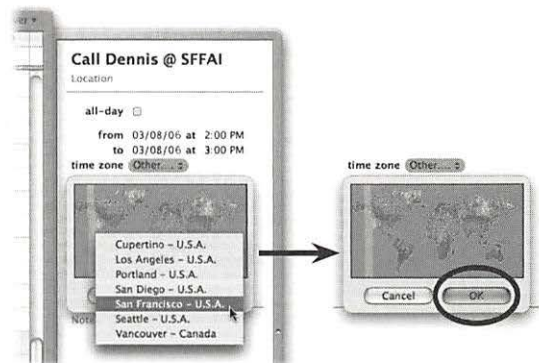 Call Dennis @ SFFAI
Location
all-day
from 03/08/06 at 2:00 PM
to 03/08/06 at 3:00 PM
time zone Other...
Cupertino – U.S.A.
Los Angeles – U.S.A.
Portland – U.S.A.
San Diego – U.S.A.
San Francisco – U.S.A.
Seattle – U.S.A.
Vancouver – Canada
time zone Other...
Cancel OK